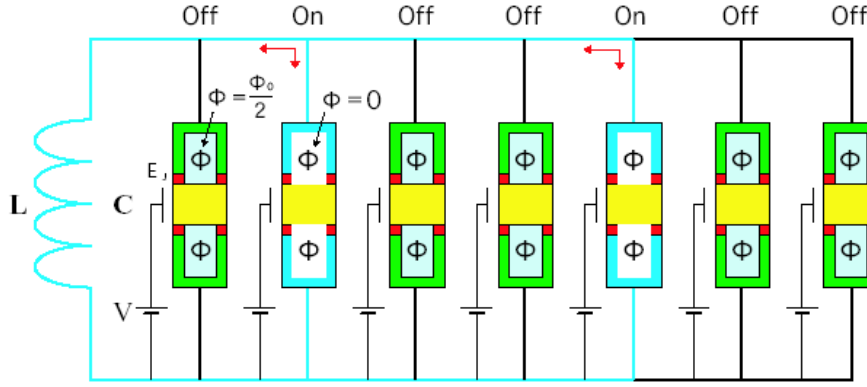 Off On Off Off On Off Off
Φ = Φ₀/2 Φ = 0
Φ Φ Φ Φ Φ Φ Φ
E J
L C
Φ Φ Φ Φ Φ Φ Φ
V